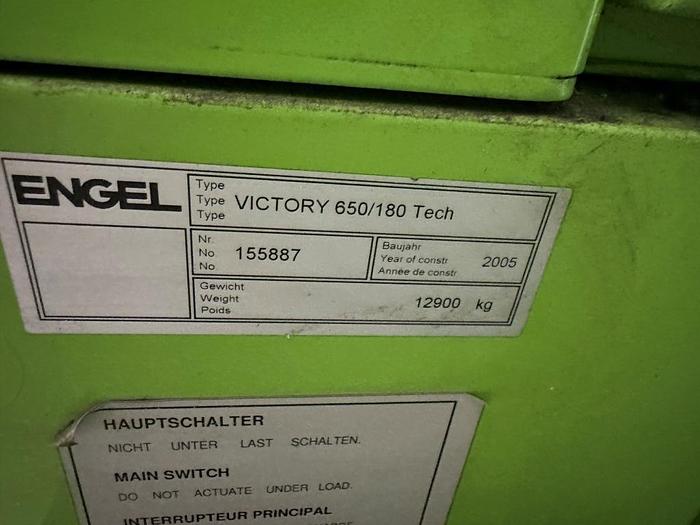 ENGEL
Type
Type VICTORY 650/180 Tech
Type
Nr.
No 155887
No.
Baujahr
Year of constr 2005
Année de constr
Gewicht
Weight 12900 kg
Poids
HAUPTSCHALTER
NICHT UNTER LAST SCHALTEN.
MAIN SWITCH
DO NOT ACTUATE UNDER LOAD.
INTERRUPTEUR PRINCIPAL